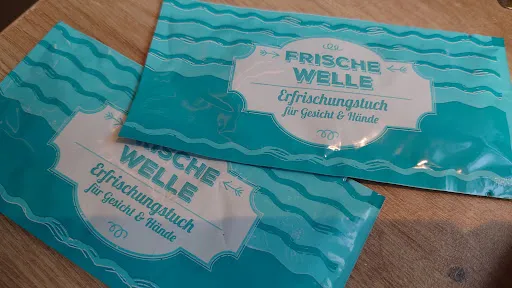 FRISCHE
WELLE
Erfrischungstuch
für Gesicht & Hände
FRISCHE
WELLE
Erfrischungstuch
für Gesicht & Hände